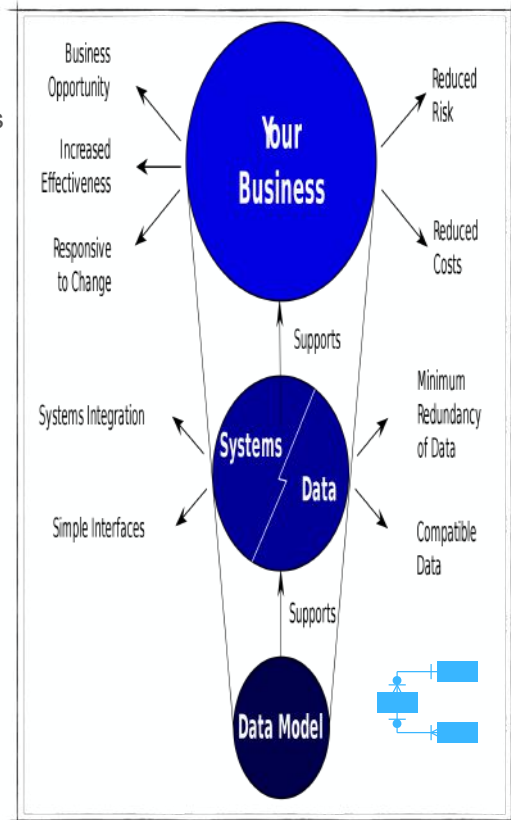 Business
Opportunity
Increased
Effectiveness
Responsive
to Change
Your
Business
Reduced
Risk
Reduced
Costs
Supports
Systems Integration
Simple Interfaces
Systems
Data
Minimum
Redundancy
of Data
Compatible
Data
Supports
Data Model
s